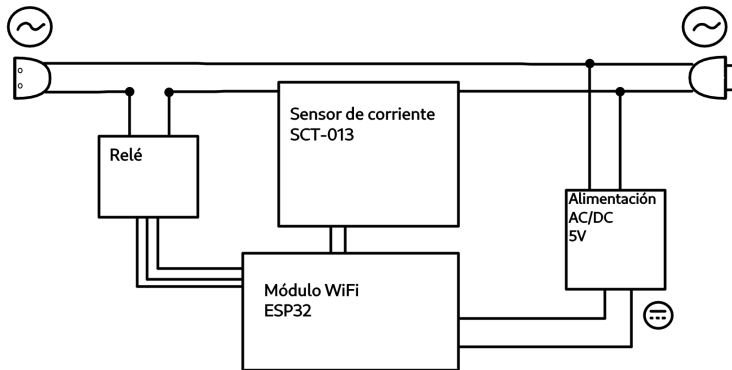 Sensor de corriente
SCT-013
Relé
Alimentación
AC/DC
5V
Módulo WiFi
ESP32